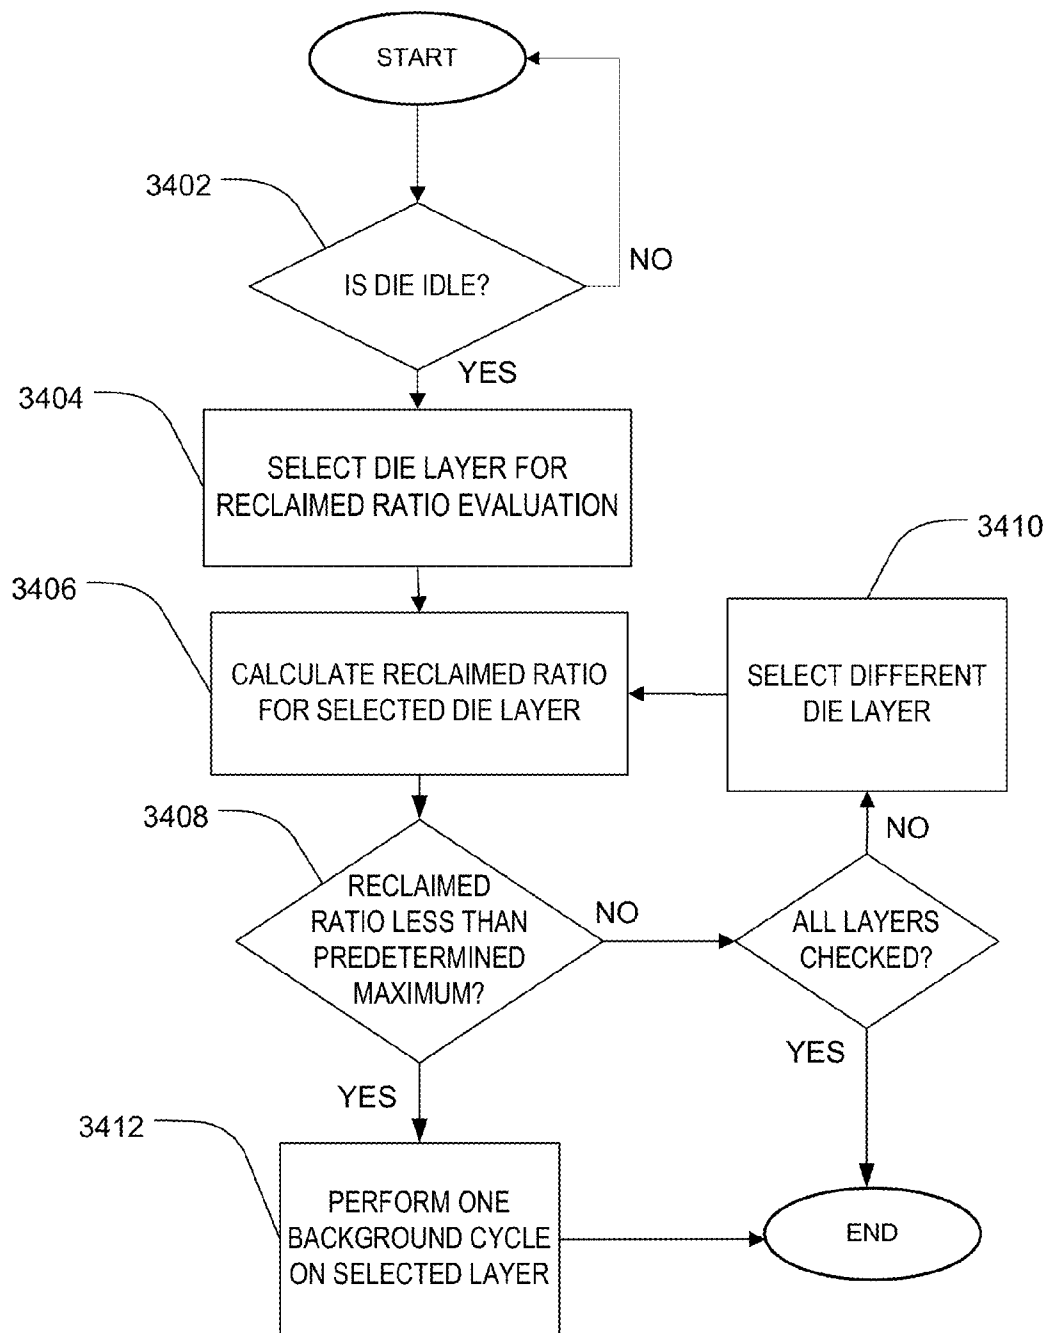 START
3402
IS DIE IDLE?
NO
YES
3404
SELECT DIE LAYER FOR
RECLAIMED RATIO EVALUATION
3410
3406
CALCULATE RECLAIMED RATIO
FOR SELECTED DIE LAYER
SELECT DIFFERENT
DIE LAYER
3408
NO
RECLAIMED
RATIO LESS THAN
PREDETERMINED
MAXIMUM?
NO
ALL LAYERS
CHECKED?
YES
YES
3412
PERFORM ONE
BACKGROUND CYCLE
ON SELECTED LAYER
END